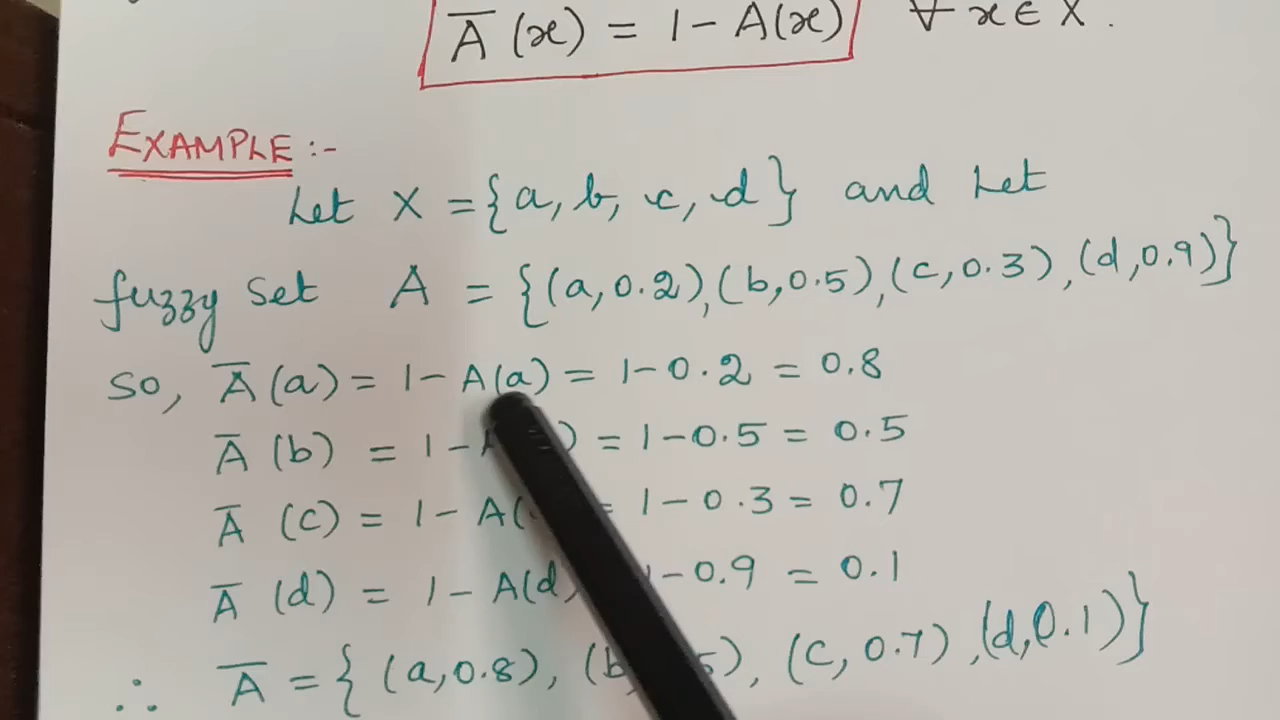 A̅ (x) = 1 - A(x) ∀ x ∈ X.
EXAMPLE :-
Let X = {a, b, c, d} and Let
fuzzy set A = {(a, 0.2), (b, 0.5), (c, 0.3), (d, 0.9)}
So, A̅ (a) = 1 - A(a) = 1 - 0.2 = 0.8
A̅ (b) = 1 - A ) = 1 - 0.5 = 0.5
A̅ (c) = 1 - A( = 1 - 0.3 = 0.7
A̅ (d) = 1 - A(d) 1 - 0.9 = 0.1
∴ A̅ = { (a, 0.8), (b, 5), (c, 0.7), (d, 0.1)}